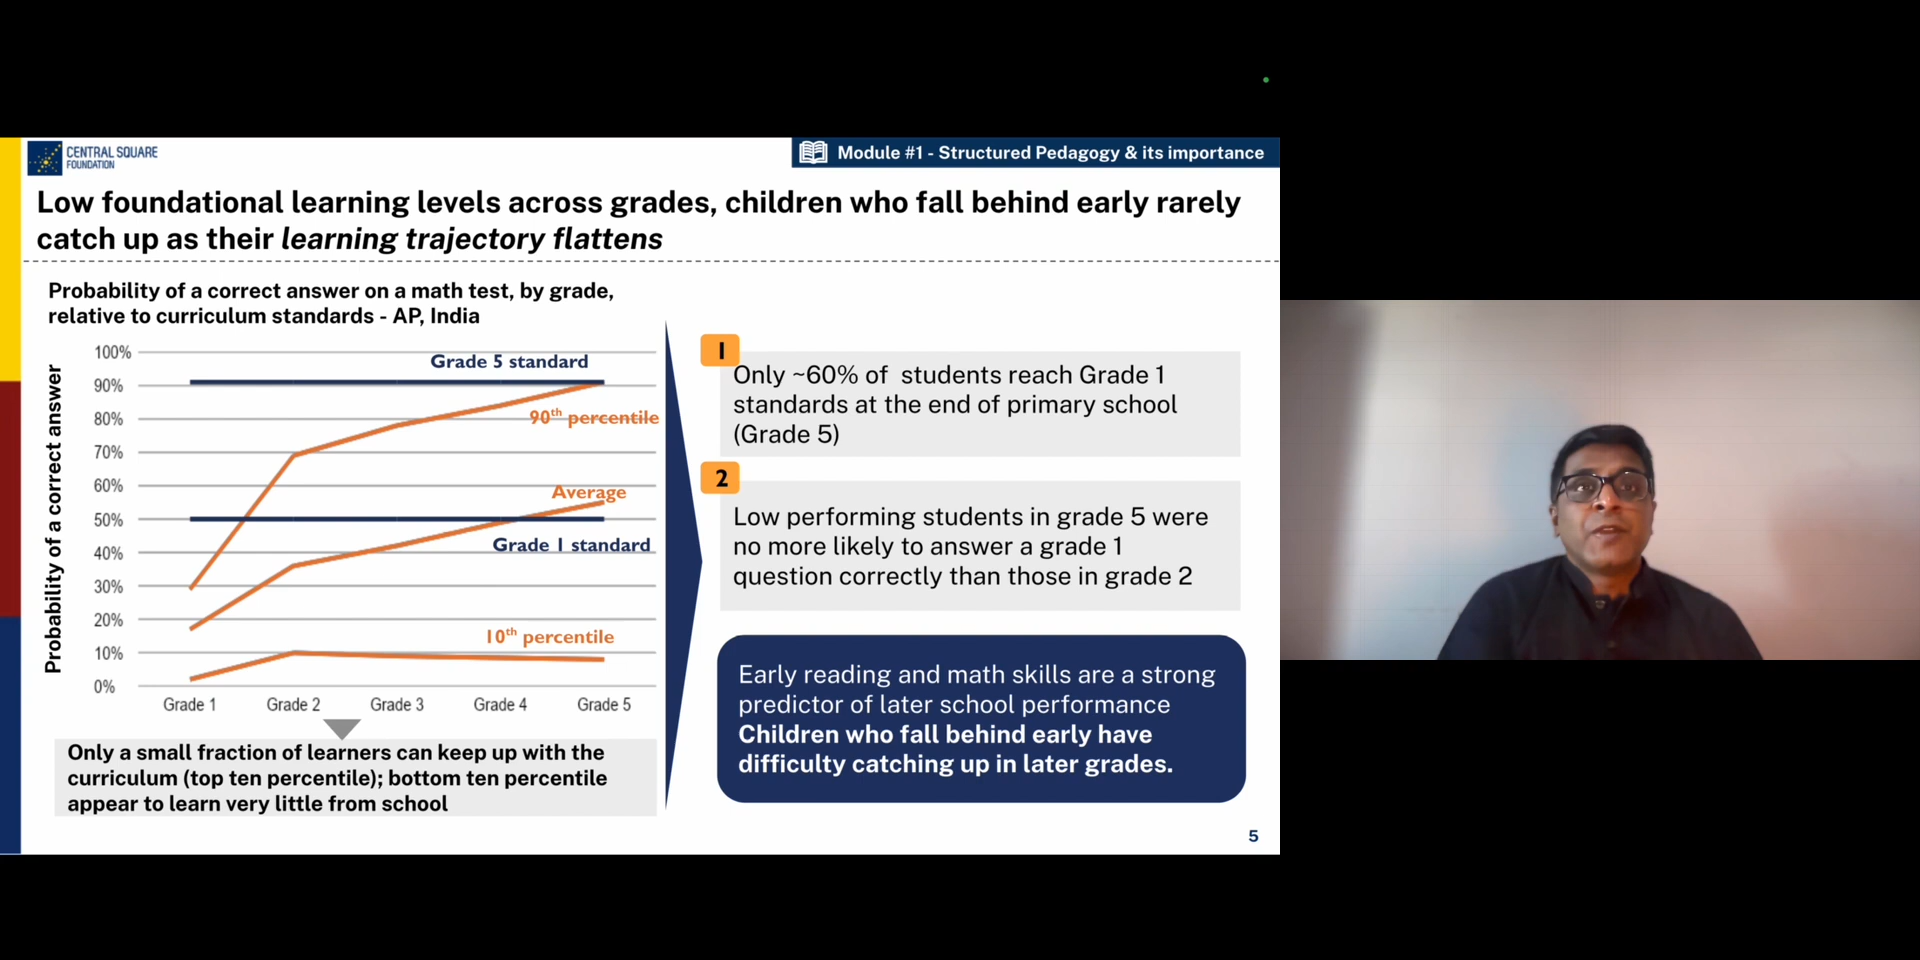 CENTRAL SQUARE
FOUNDATION
Module #1 - Structured Pedagogy & its importance
Low foundational learning levels across grades, children who fall behind early rarely
catch up as their learning trajectory flattens
Probability of a correct answer on a math test, by grade,
relative to curriculum standards - AP, India
Probability of a correct answer
100%
90%
80%
70%
60%
50%
40%
30%
20%
10%
0%
Grade 5 standard
90th percentile
Average
Grade 1 standard
10th percentile
Grade 1
Grade 2
Grade 3
Grade 4
Grade 5
Only a small fraction of learners can keep up with the
curriculum (top ten percentile); bottom ten percentile
appear to learn very little from school
1
Only ~60% of students reach Grade 1
standards at the end of primary school
(Grade 5)
2
Low performing students in grade 5 were
no more likely to answer a grade 1
question correctly than those in grade 2
Early reading and math skills are a strong
predictor of later school performance
Children who fall behind early have
difficulty catching up in later grades.
5